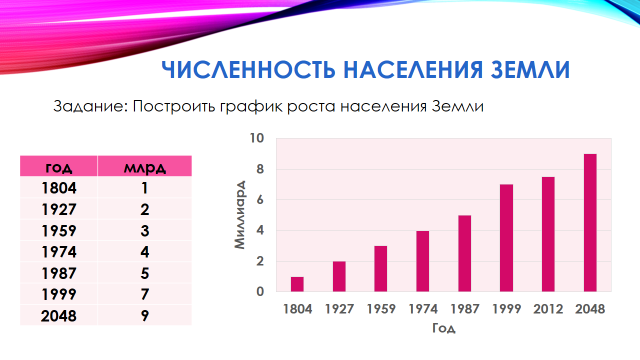 ЧИСЛЕННОСТЬ НАСЕЛЕНИЯ ЗЕМЛИ
Задание: Построить график роста населения Земли
год млрд
1804 1
1927 2
1959 3
1974 4
1987 5
1999 7
2048 9
Миллиард
10
8
6
4
2
0
1804 1927 1959 1974 1987 1999 2012 2048
Год